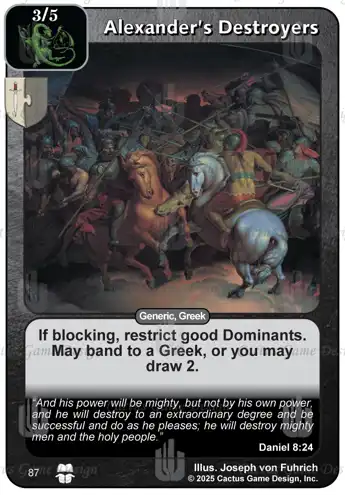 3/5
Alexander's Destroyers
Generic, Greek
If blocking, restrict good Dominants.
May band to a Greek, or you may
draw 2.
"And his power will be mighty, but not by his own power,
and he will destroy to an extraordinary degree and be
successful and do as he pleases; he will destroy mighty
men and the holy people."
Daniel 8:24
87
Illus. Joseph von Fuhrich
© 2025 Cactus Game Design, Inc.